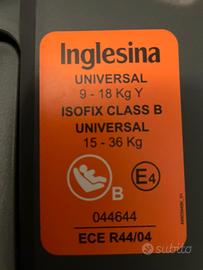 Inglesina
UNIVERSAL
9 - 18 Kg Y
ISOFIX CLASS B
UNIVERSAL
15 - 36 Kg
B
E4
044644
ECE R44/04
subito